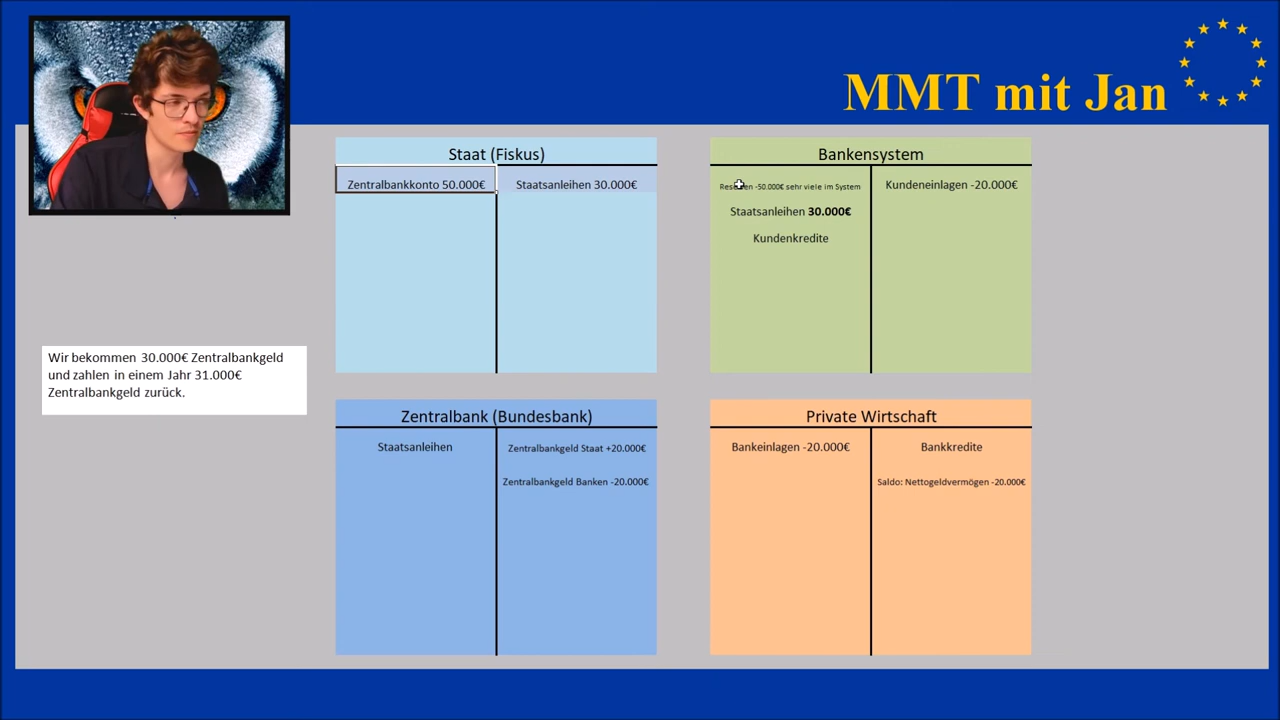 MMT mit Jan
Staat (Fiskus)
Zentralbankkonto 50.000€
Staatsanleihen 30.000€
Bankensystem
-50.000€ sehr viele im System
Kundeneinlagen -20.000€
Staatsanleihen 30.000€
Kundenkredite
Wir bekommen 30.000€ Zentralbankgeld
und zahlen in einem Jahr 31.000€
Zentralbankgeld zurück.
Zentralbank (Bundesbank)
Staatsanleihen
Zentralbankgeld Staat +20.000€
Zentralbankgeld Banken -20.000€
Private Wirtschaft
Bankeinlagen -20.000€
Bankkredite
Saldo: Nettogeldvermögen -20.000€